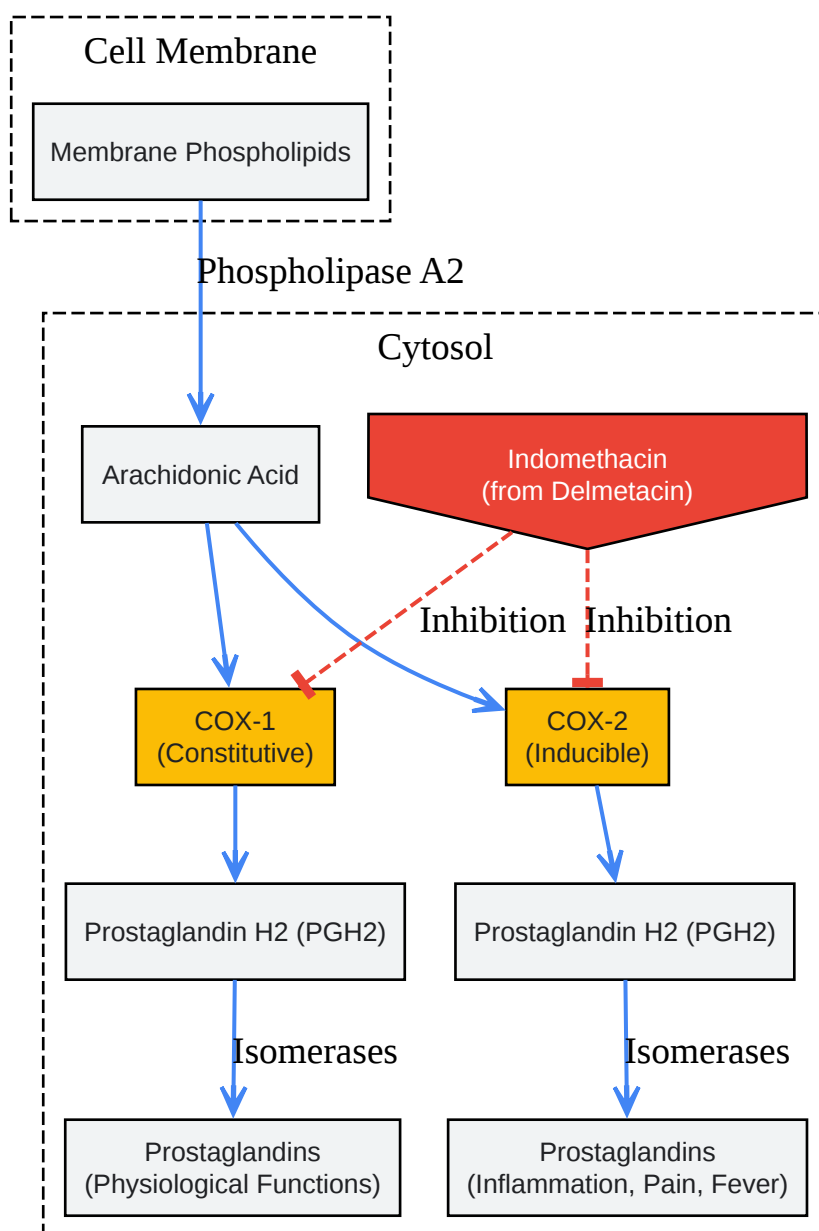 Cell Membrane
Membrane Phospholipids
Phospholipase A2
Cytosol
Arachidonic Acid
Indomethacin
(from Delmetacin)
Inhibition
Inhibition
COX-1
(Constitutive)
COX-2
(Inducible)
Prostaglandin H2 (PGH2)
Prostaglandin H2 (PGH2)
Isomerases
Isomerases
Prostaglandins
(Physiological Functions)
Prostaglandins
(Inflammation, Pain, Fever)